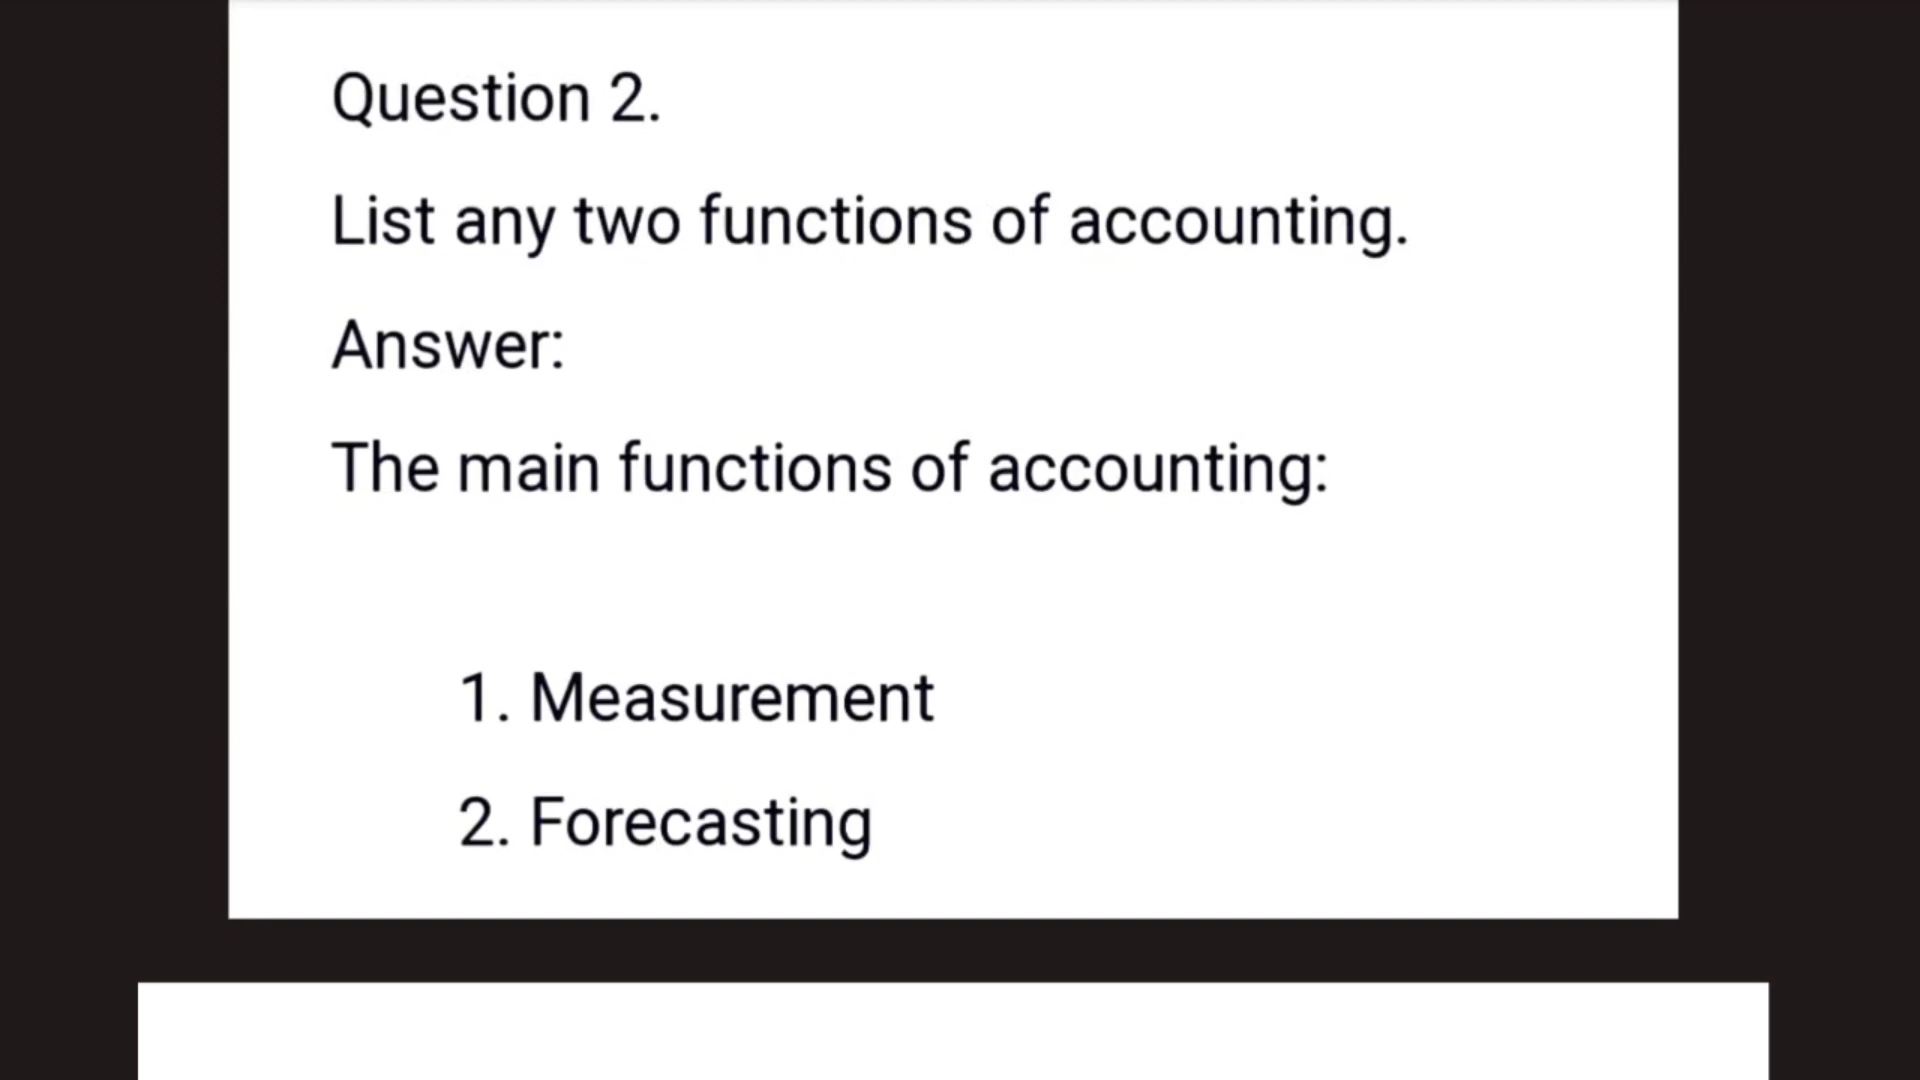 Question 2.
List any two functions of accounting.
Answer:
The main functions of accounting:
1. Measurement
2. Forecasting